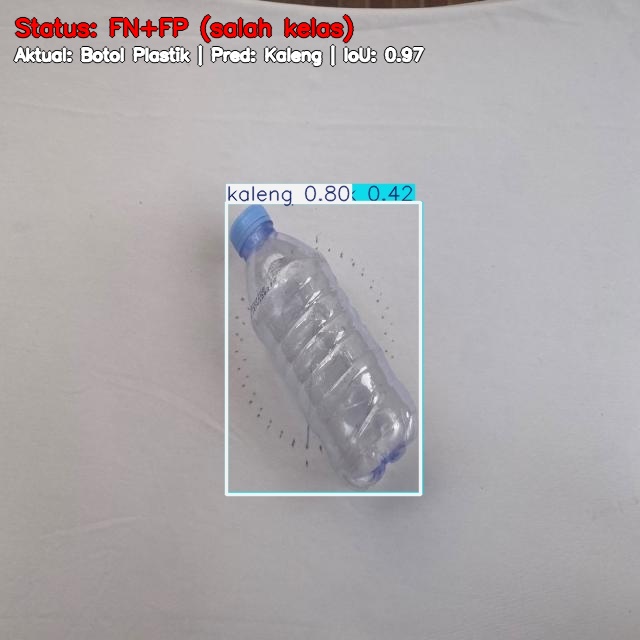 Status: FN+FP (salah kelas)
Aktual: Botol Plastik | Pred: Kaleng | IoU: 0.97
kaleng 0.80 0.42